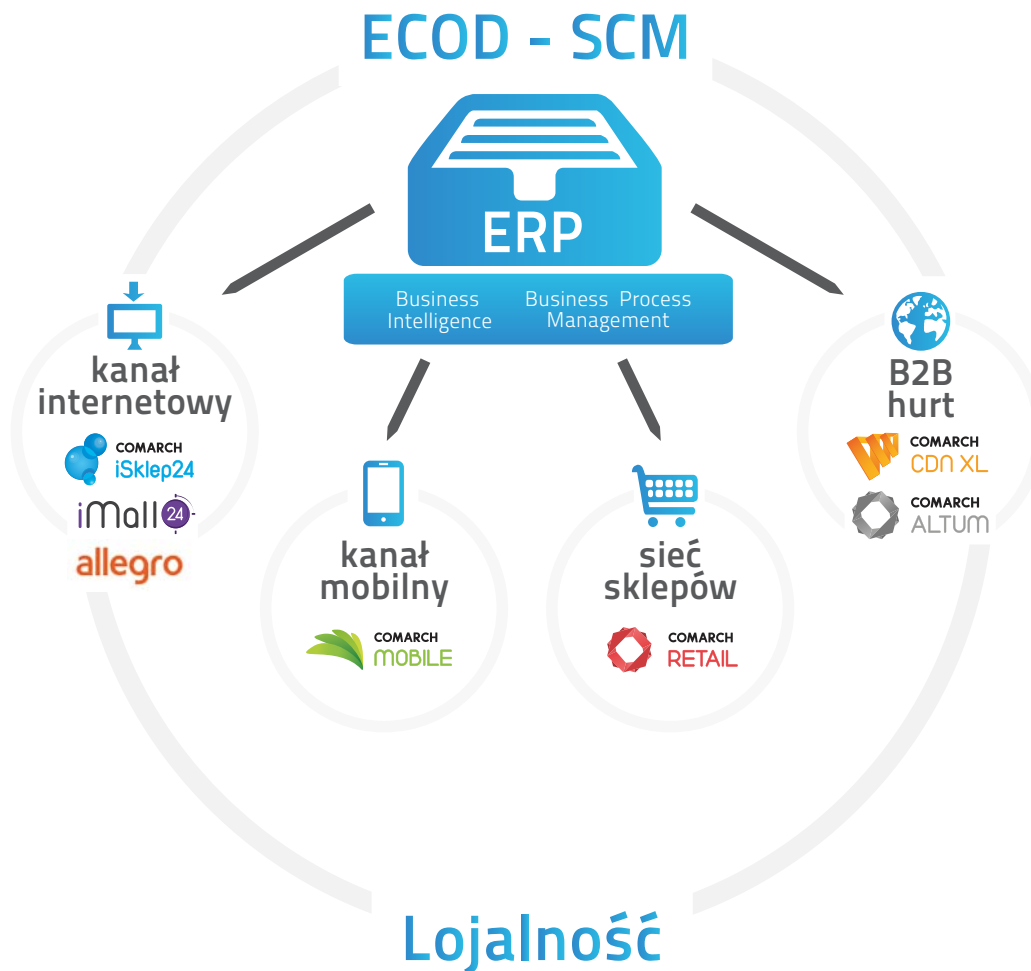 ECOD - SCM
ERP
Business
Intelligence
Business Process
Management
kanał
internetowy
COMARCH
iSklep24
iMall24
allegro
kanał
mobilny
COMARCH
MOBILE
sieć
sklepów
COMARCH
RETAIL
B2B
hurt
COMARCH
CDN XL
COMARCH
ALTUM
Lojalność